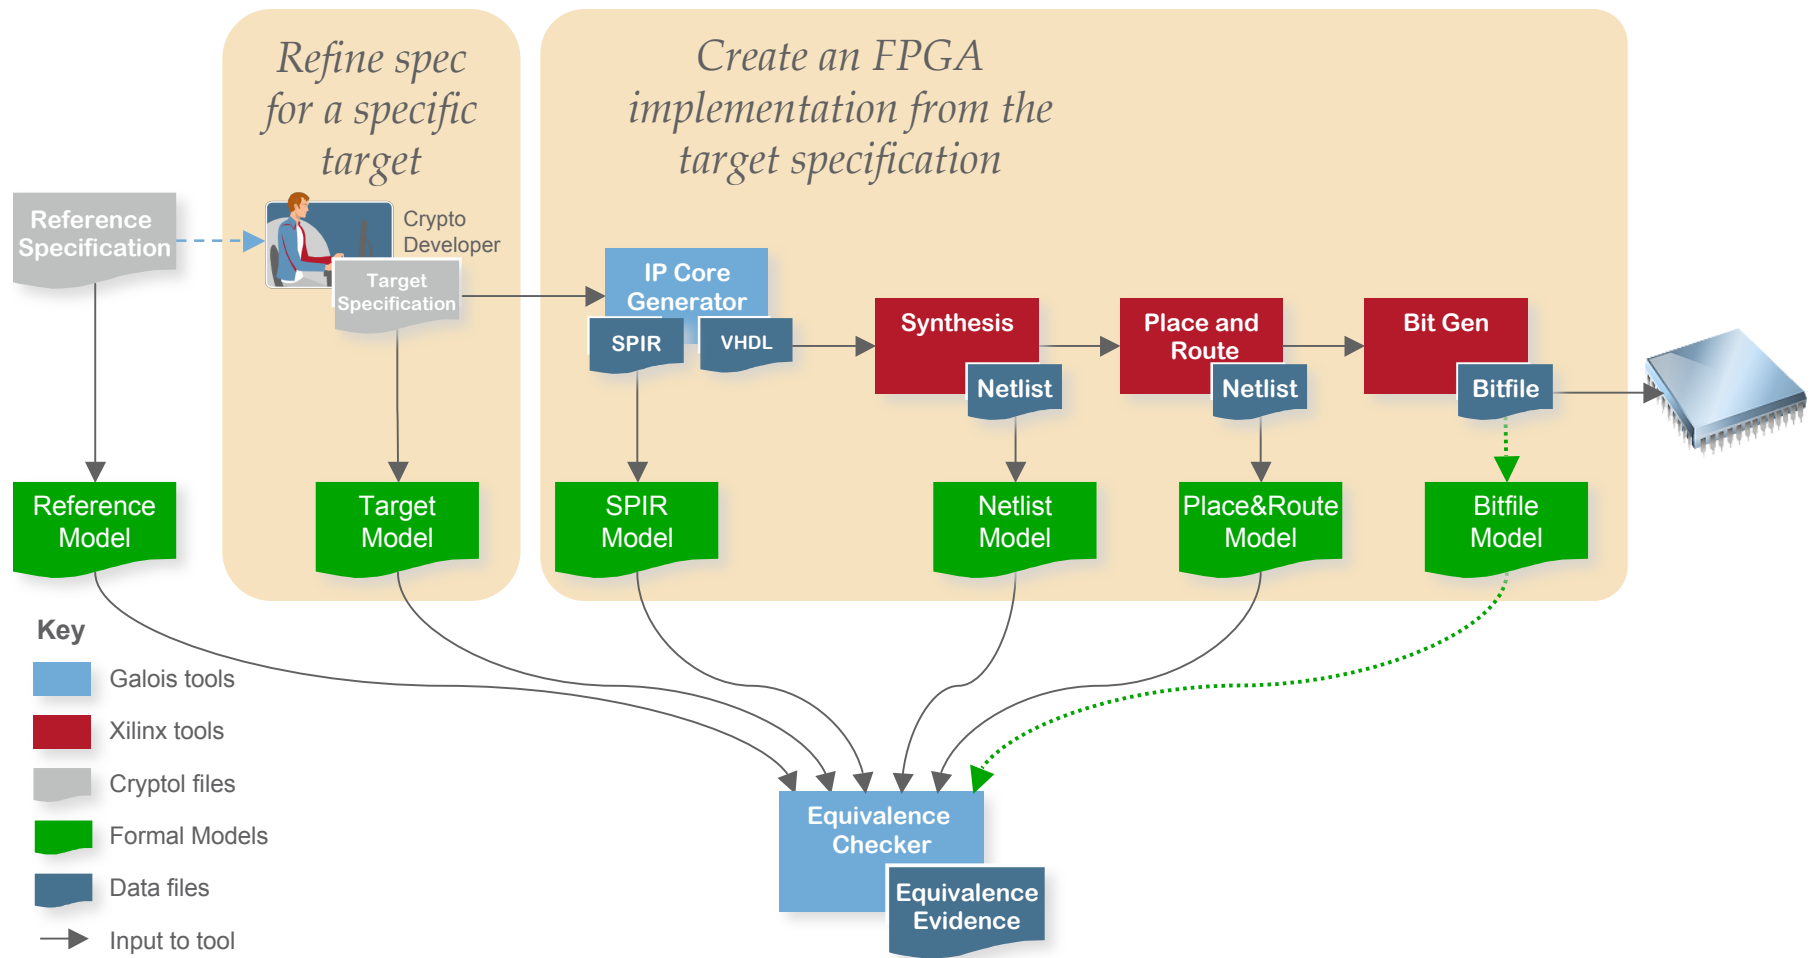 Refine spec
for a specific
target
Create an FPGA
implementation from the
target specification
Reference
Specification
Crypto
Developer
Target
Specification
IP Core
Generator
SPIR
VHDL
Synthesis
Netlist
Place and
Route
Netlist
Bit Gen
Bitfile
Reference
Model
Target
Model
SPIR
Model
Netlist
Model
Place&Route
Model
Bitfile
Model
Key
Galois tools
Xilinx tools
Cryptol files
Formal Models
Data files
Input to tool
Equivalence
Checker
Equivalence
Evidence